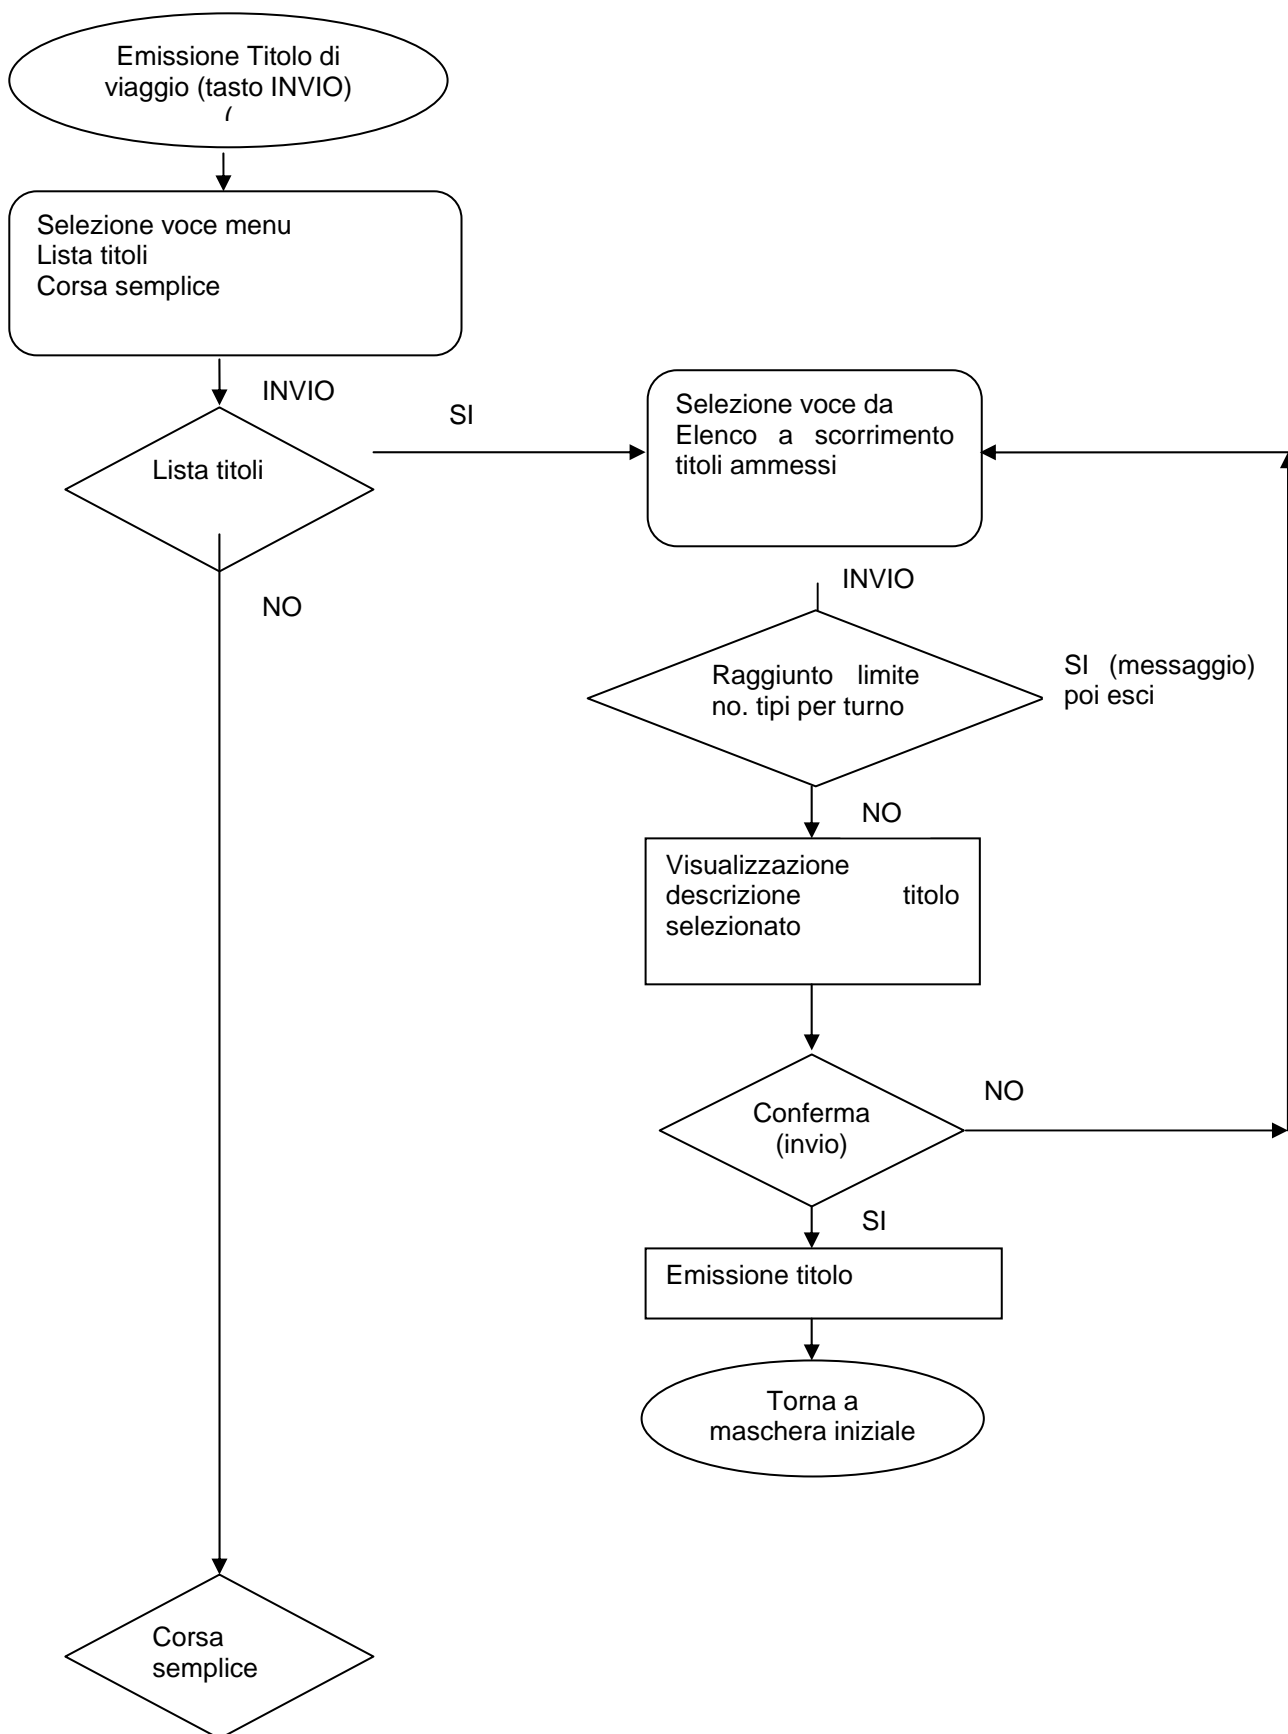 Emissione Titolo di
viaggio (tasto INVIO)
(
Selezione voce menu
Lista titoli
Corsa semplice
INVIO
Lista titoli
SI
NO
Selezione voce da
Elenco a scorrimento
titoli ammessi
INVIO
Raggiunto limite
no. tipi per turno
SI (messaggio)
poi esci
NO
Visualizzazione
descrizione titolo
selezionato
Conferma
(invio)
NO
SI
Emissione titolo
Torna a
maschera iniziale
Corsa
semplice